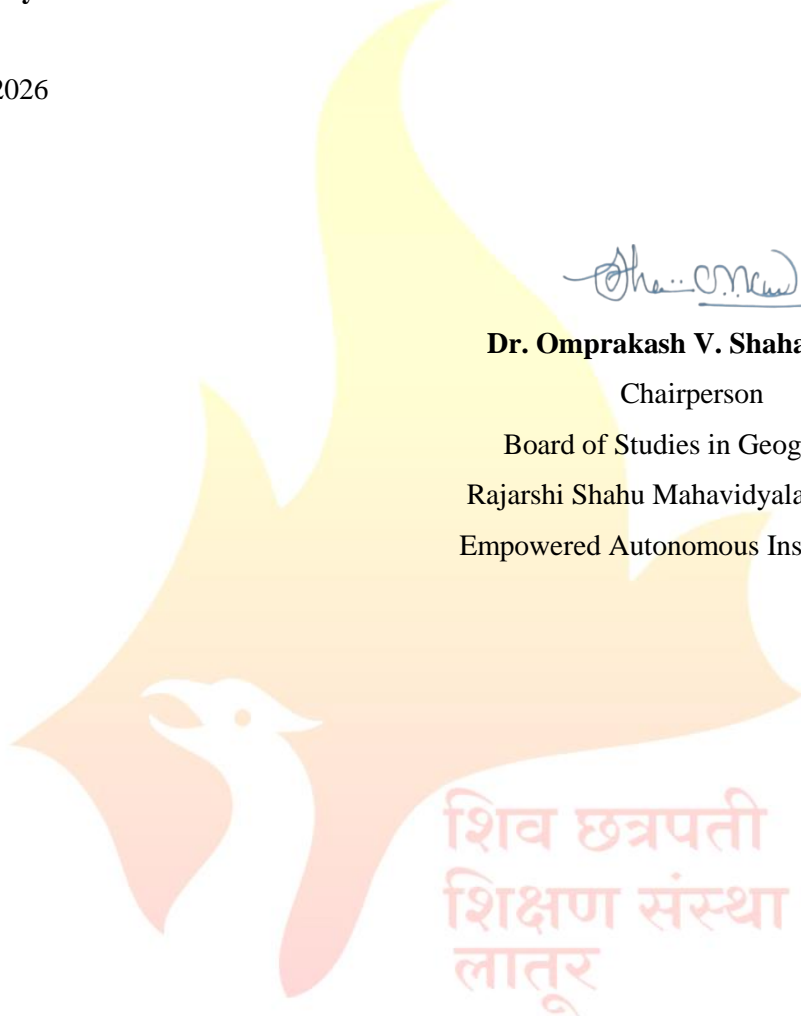 2026
Dr. Omprakash V. Shaha
Chairperson
Board of Studies in Geog
Rajarshi Shahu Mahavidyala
Empowered Autonomous Ins
शिव छत्रपती
शिक्षण संस्था
लातूर